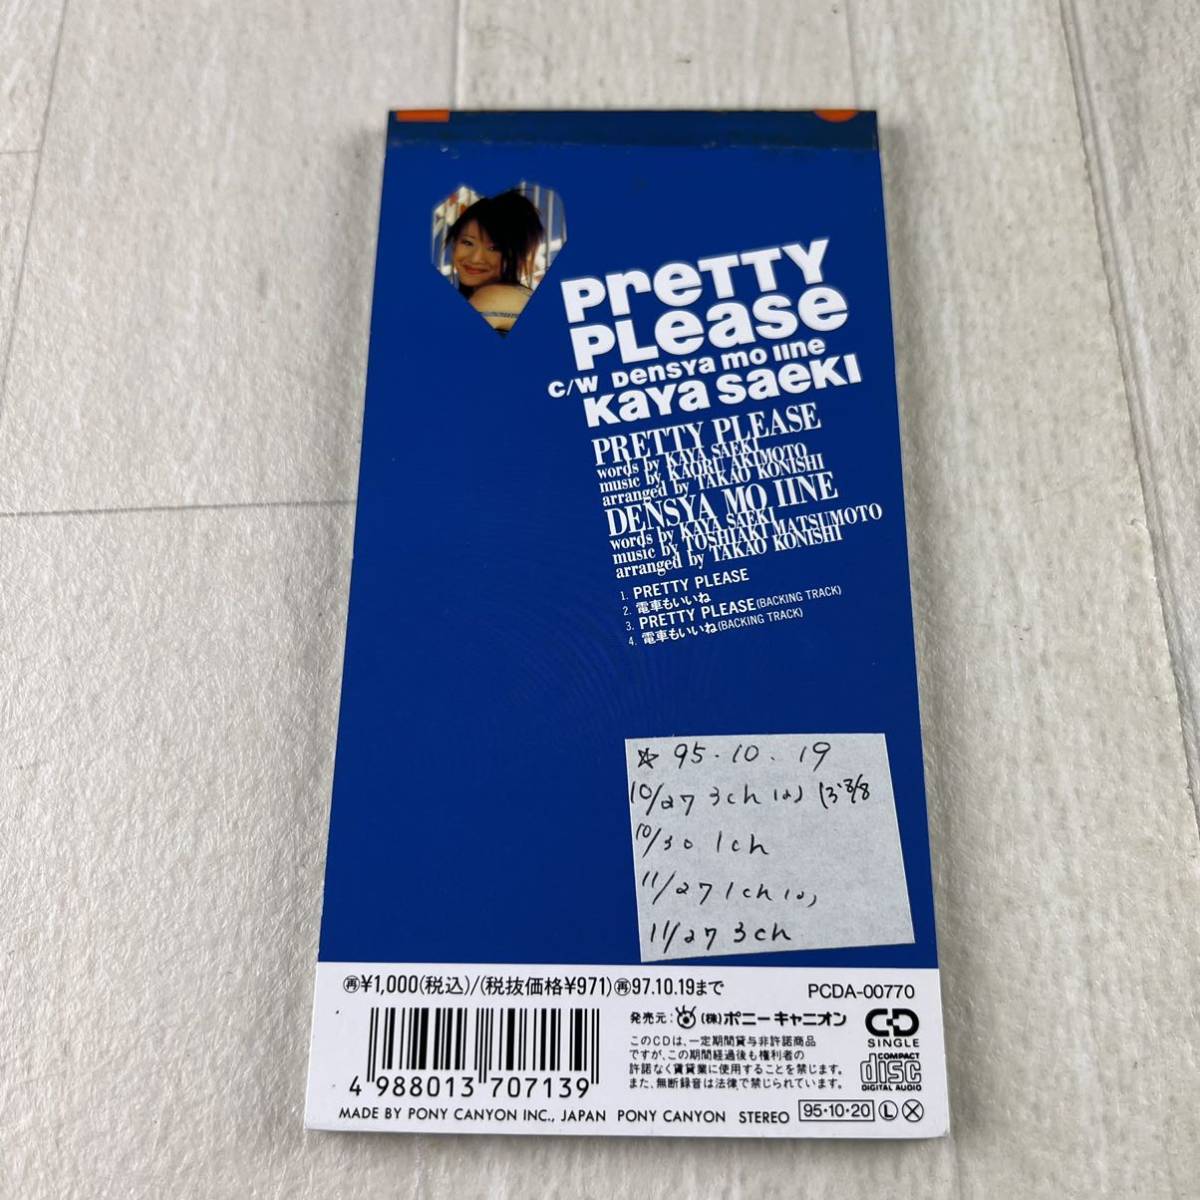 PreTTY
PLease
C/W Densya mo IIne
Kaya Saeki
PRETTY PLEASE
words by KAYA SAEKI
music by KAORU AKIMOTO
arranged by TAKAO KONISHI
DENSYA MO IINE
words by KAYA SAEKI
music by TOSHIAKI MATSUMOTO
arranged by TAKAO KONISHI
1. PRETTY PLEASE
2. 電車もいいね
3. PRETTY PLEASE (BACKING TRACK)
4. 電車もいいね (BACKING TRACK)
☆ 95.10.19
10/27 3ch
10/30 1ch
11/27 1ch
11/27 3ch
㊢¥1,000(税込)/(税抜価格¥971)㊢97.10.19まで
PCDA-00770
発売元: (株)ポニーキャニオン
CD
SINGLE
このCDは、一定期間貸与非許諾商品
ですが、この期間経過後も権利者の
許諾なく賃貸業に使用することを禁じます。
また、無断録音は法律で禁じられています。
COMPACT
disc
DIGITAL AUDIO
4 988013 707139
MADE BY PONY CANYON INC., JAPAN PONY CANYON STEREO 95・10・20 Ⓛ Ⓧ